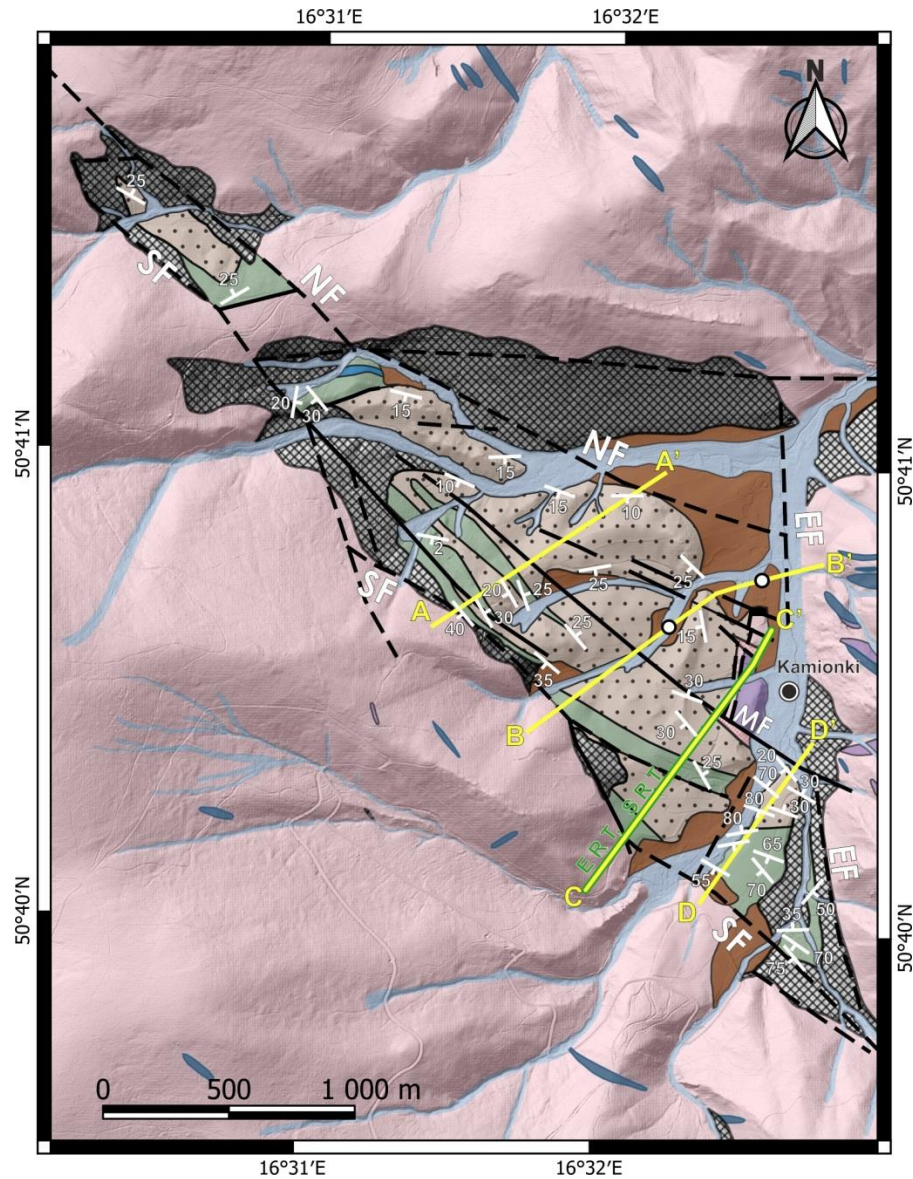 16°31′E
16°32′E
N
25
SF
NF
25
50°41′N
20
30
15
15
NF
A'
50°41′N
10
15
10
EF
2
B'
SF
25
25
A
20
25
40
30
25
15
C'
35
30
Kamionki
B
MF
30
D'
25
20
70
30
ERT, SRT
80
30
80
65
EF
C
55
70
50
D
35
50°40′N
SF
50°40′N
70
75
0
500
1 000 m
16°31′E
16°32′E